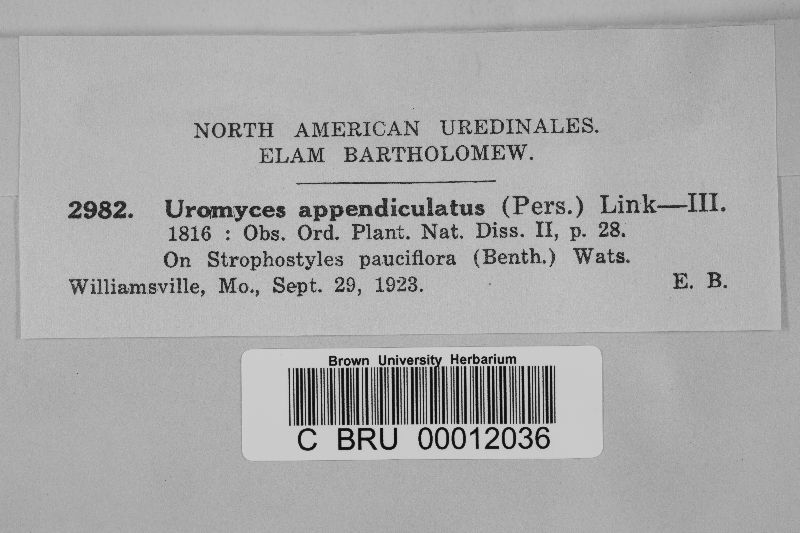 NORTH AMERICAN UREDINALES.
ELAM BARTHOLOMEW.
2982. Uromyces appendiculatus (Pers.) Link—III.
1816 : Obs. Ord. Plant. Nat. Diss. II, p. 28.
On Strophostyles pauciflora (Benth.) Wats.
Williamsville, Mo., Sept. 29, 1923. E. B.
Brown University Herbarium
C BRU 00012036